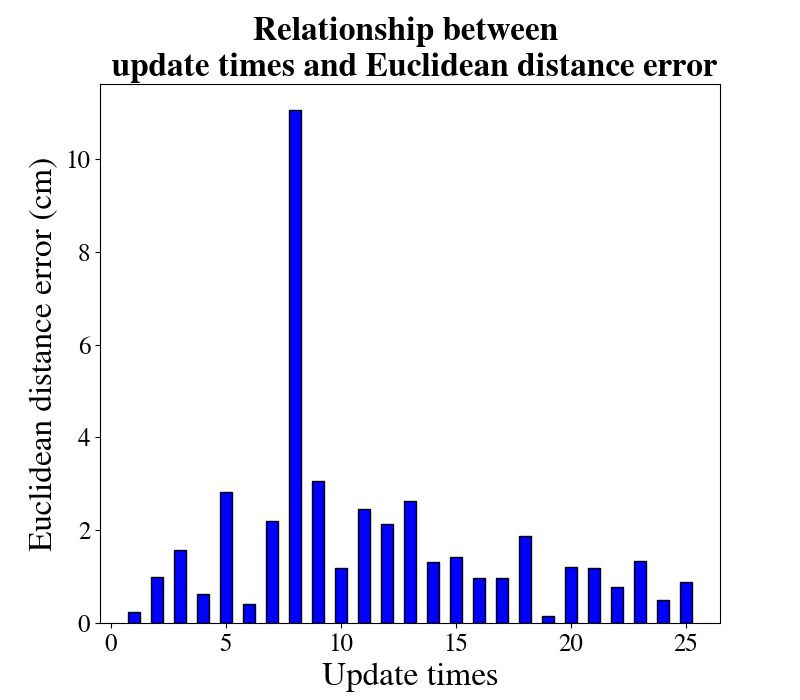 Relationship between
update times and Euclidean distance error
Euclidean distance error (cm)
10
8
6
4
2
0
0 5 10 15 20 25
Update times